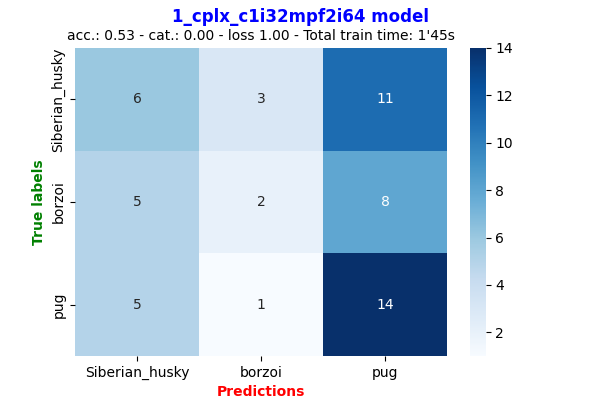 1_cplx_c1i32mpf2i64 model
acc.: 0.53 - cat.: 0.00 - loss 1.00 - Total train time: 1'45s
True labels
Siberian_husky
6 3 11
borzoi
5 2 8
pug
5 1 14
Siberian_husky borzoi pug
Predictions
14
12
10
8
6
4
2